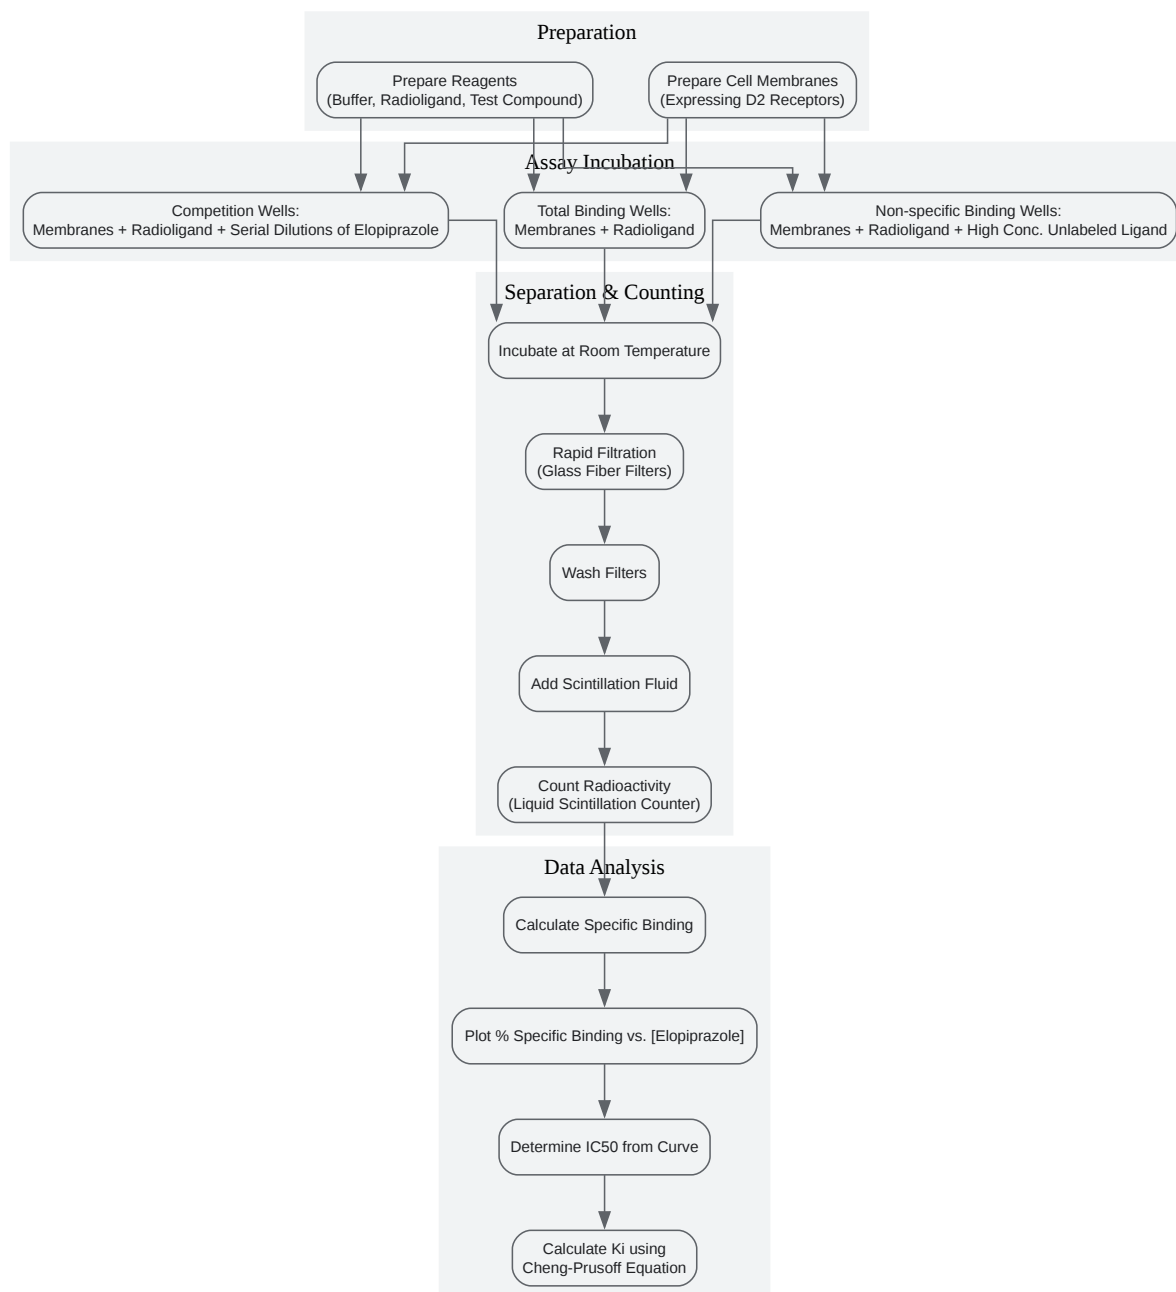 Preparation
Prepare Reagents
(Buffer, Radioligand, Test Compound)
Prepare Cell Membranes
(Expressing D2 Receptors)
Assay Incubation
Competition Wells:
Membranes + Radioligand + Serial Dilutions of Elopiprazole
Total Binding Wells:
Membranes + Radioligand
Non-specific Binding Wells:
Membranes + Radioligand + High Conc. Unlabeled Ligand
Separation & Counting
Incubate at Room Temperature
Rapid Filtration
(Glass Fiber Filters)
Wash Filters
Add Scintillation Fluid
Count Radioactivity
(Liquid Scintillation Counter)
Data Analysis
Calculate Specific Binding
Plot % Specific Binding vs. [Elopiprazole]
Determine IC50 from Curve
Calculate Ki using
Cheng-Prusoff Equation